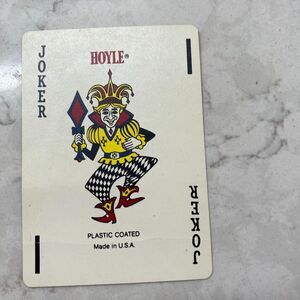 JOKER
HOYLE®
PLASTIC COATED
Made in U.S.A.
JOKER